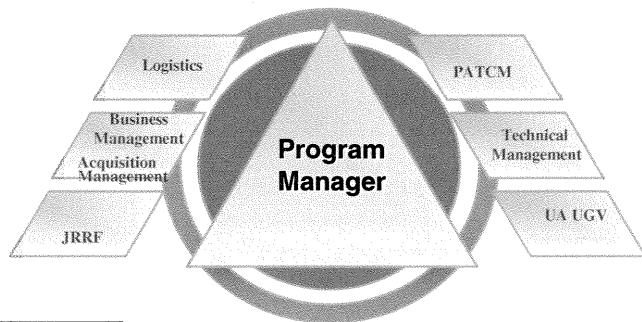 Logistics
PATCM
Business
Management
Acquisition
Management
Program
Manager
Technical
Management
JRRF
UA UGV